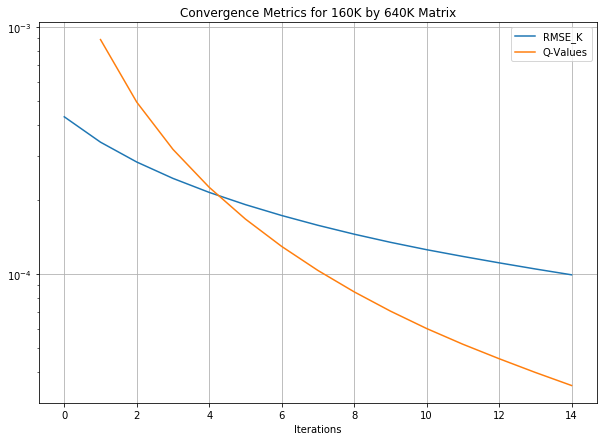 Convergence Metrics for 160K by 640K Matrix
RMSE_K
Q-Values
10⁻³
10⁻⁴
0 2 4 6 8 10 12 14
Iterations